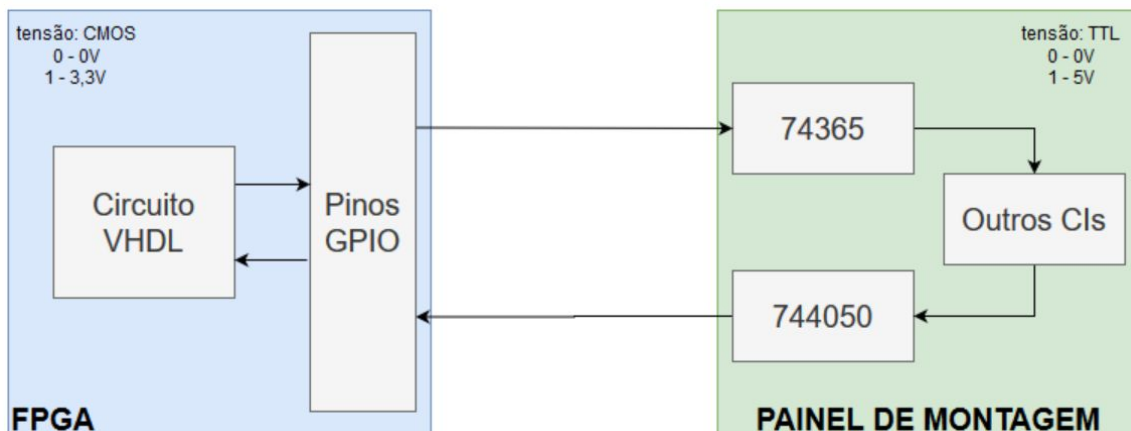 tensão: CMOS
0 - 0V
1 - 3,3V
Circuito
VHDL
Pinos
GPIO
FPGA
tensão: TTL
0 - 0V
1 - 5V
74365
Outros CIs
744050
PAINEL DE MONTAGEM